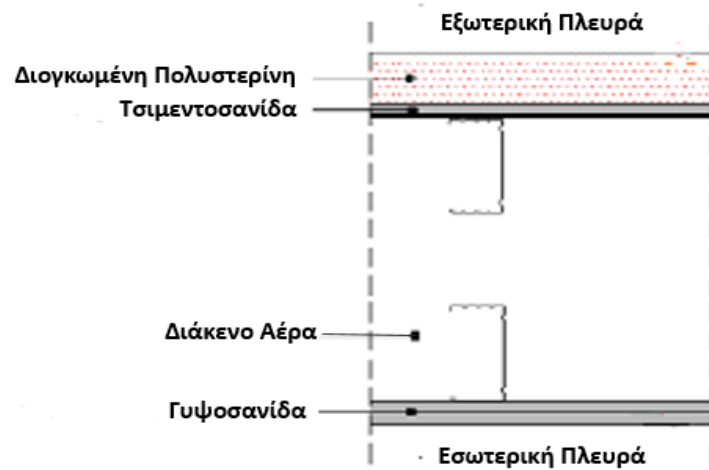 Εξωτερική Πλευρά
Διογκωμένη Πολυστερίνη
Τσιμεντοσανίδα
Διάκενο Αέρα
Γυψοσανίδα
Εσωτερική Πλευρά